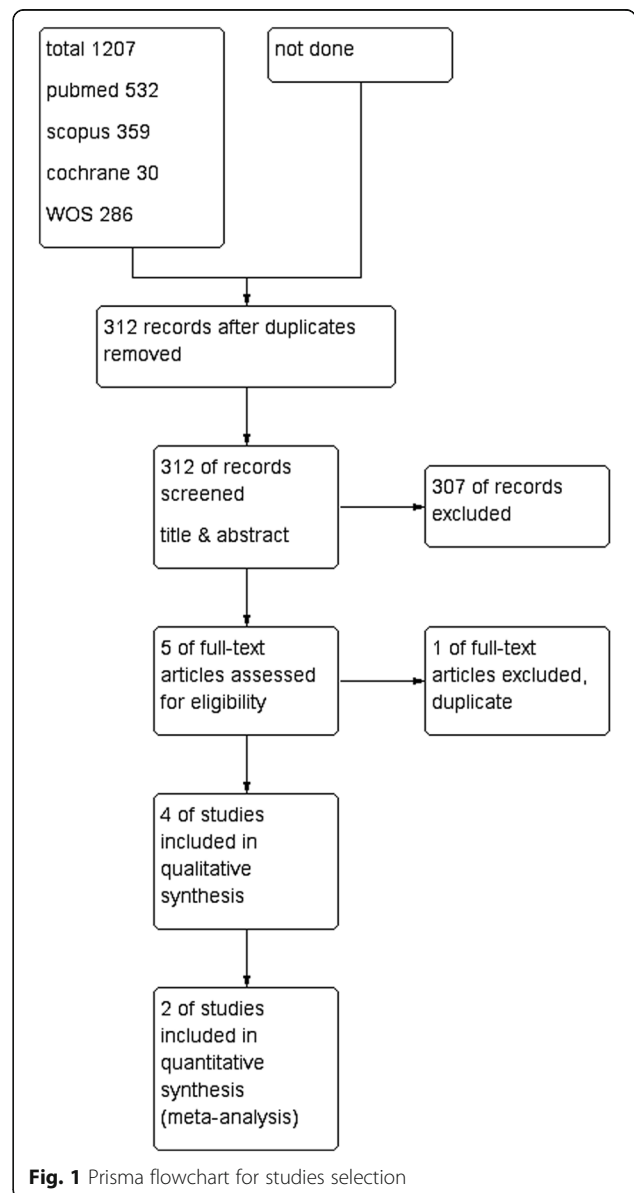 total 1207
pubmed 532
scopus 359
cochrane 30
WOS 286
not done
312 records after duplicates
removed
312 of records
screened
title & abstract
307 of records
excluded
5 of full-text
articles assessed
for eligibility
1 of full-text
articles excluded,
duplicate
4 of studies
included in
qualitative
synthesis
2 of studies
included in
quantitative
synthesis
(meta-analysis)
Fig. 1 Prisma flowchart for studies selection